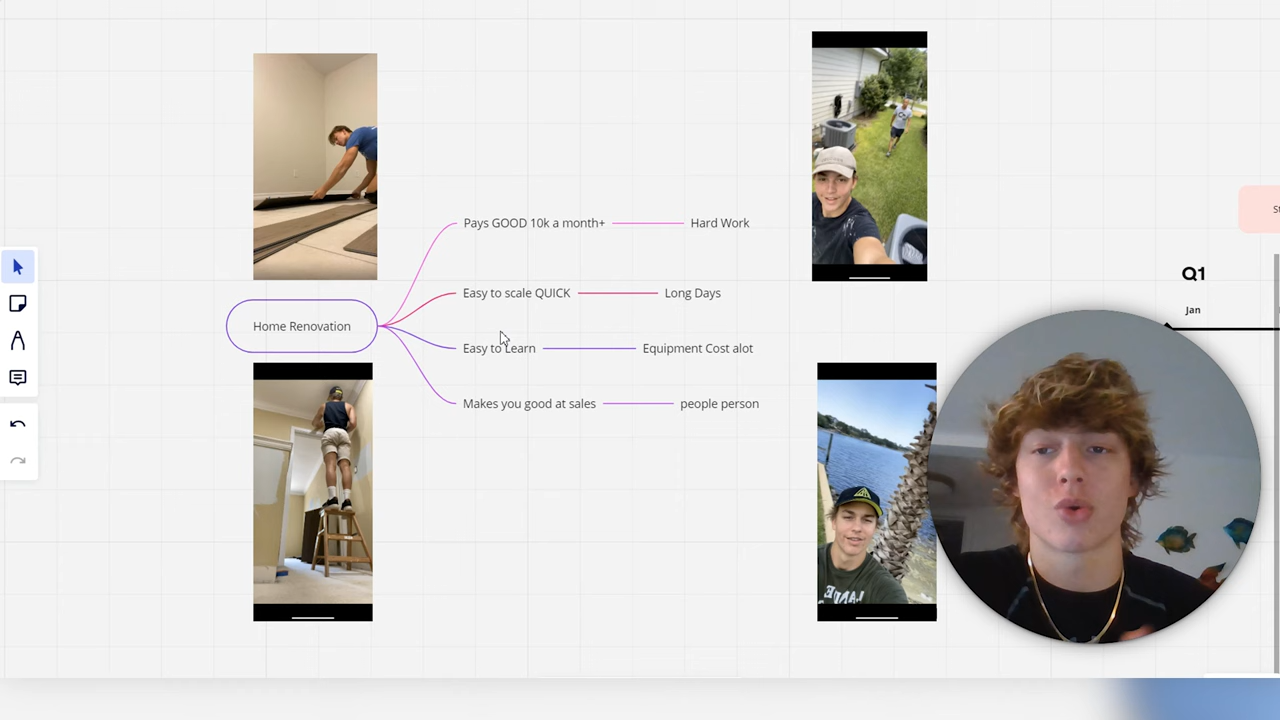 Pays GOOD 10k a month+ Hard Work
Easy to scale QUICK Long Days
Home Renovation
Easy to Learn Equipment Cost alot
Makes you good at sales people person
Q1
Jan